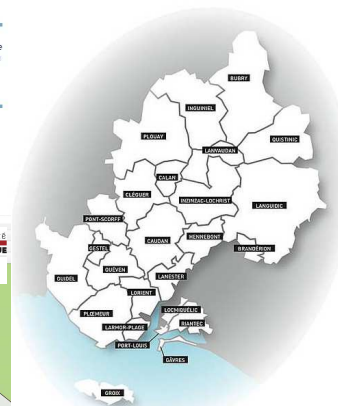 BUBRY
INGUINIEL
PLOUAY
QUISTINIC
LANVAUDAN
CALAN
CLÉGUER
INZINZAC-LOCHRIST
LANGUIDIC
PONT-SCORFF
HENNEBONT
CAUDAN
GESTEL
BRANDÉRION
QUÉVEN
GUIDEL
LANESTER
LORIENT
LOCMIQUÉLIC
PLŒMEUR
RIANTEC
LARMOR-PLAGE
PORT-LOUIS
GÂVRES
GROIX